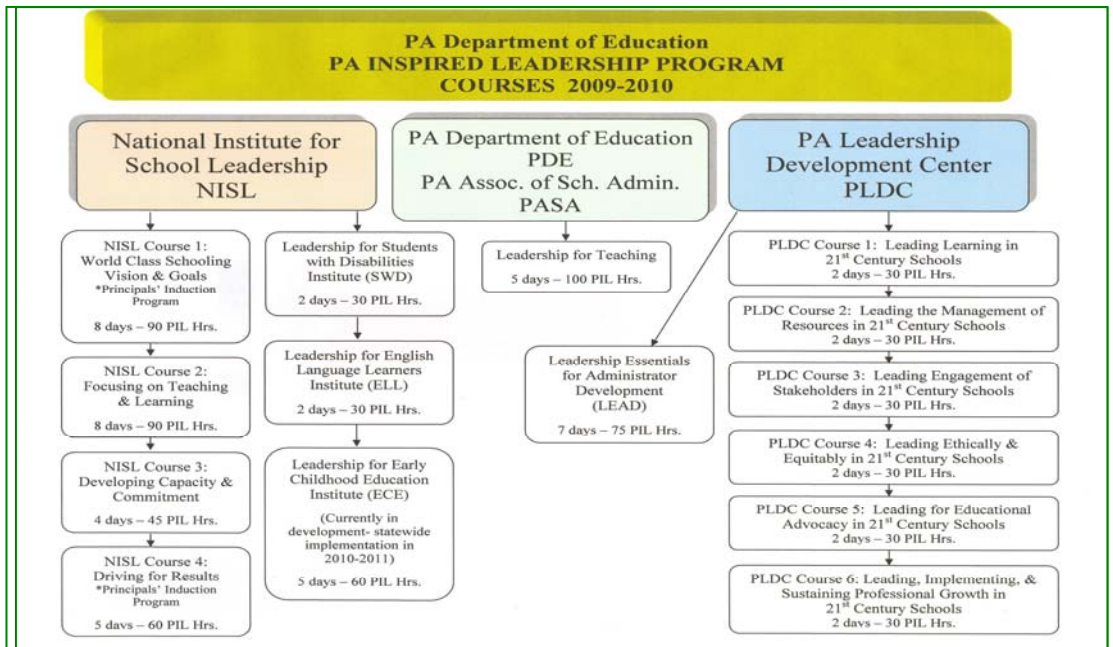 PA Department of Education
PA INSPIRED LEADERSHIP PROGRAM
COURSES 2009-2010
National Institute for
School Leadership
NISL
NISL Course 1:
World Class Schooling
Vision & Goals
*Principals' Induction
Program
8 days – 90 PIL Hrs.
NISL Course 2:
Focusing on Teaching
& Learning
8 days – 90 PIL Hrs.
NISL Course 3:
Developing Capacity &
Commitment
4 days – 45 PIL Hrs.
NISL Course 4:
Driving for Results
*Principals' Induction
Program
5 days – 60 PIL Hrs.
Leadership for Students
with Disabilities
Institute (SWD)
2 days – 30 PIL Hrs.
Leadership for English
Language Learners
Institute (ELL)
2 days – 30 PIL Hrs.
Leadership for Early
Childhood Education
Institute (ECE)
(Currently in
development- statewide
implementation in
2010-2011)
5 days – 60 PIL Hrs.
PA Department of Education
PDE
PA Assoc. of Sch. Admin.
PASA
Leadership for Teaching
5 days – 100 PIL Hrs.
PA Leadership
Development Center
PLDC
Leadership Essentials
for Administrator
Development
(LEAD)
7 days – 75 PIL Hrs.
PLDC Course 1: Leading Learning in
21st Century Schools
2 days – 30 PIL Hrs.
PLDC Course 2: Leading the Management of
Resources in 21st Century Schools
2 days – 30 PIL Hrs.
PLDC Course 3: Leading Engagement of
Stakeholders in 21st Century Schools
2 days – 30 PIL Hrs.
PLDC Course 4: Leading Ethically &
Equitably in 21st Century Schools
2 days – 30 PIL Hrs.
PLDC Course 5: Leading for Educational
Advocacy in 21st Century Schools
2 days – 30 PIL Hrs.
PLDC Course 6: Leading, Implementing, &
Sustaining Professional Growth in
21st Century Schools
2 days – 30 PIL Hrs.